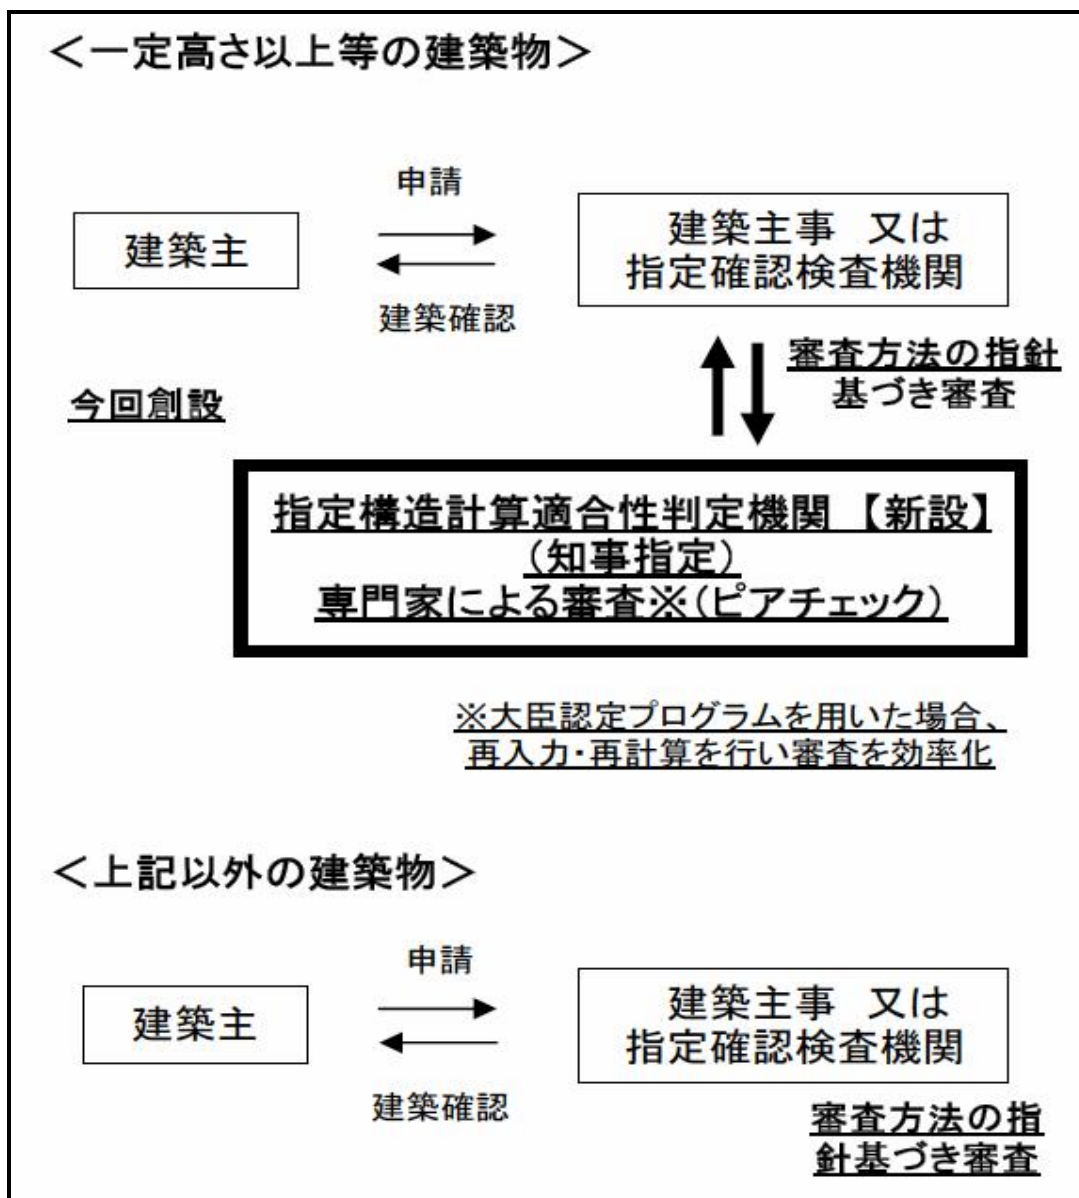 ＜一定高さ以上等の建築物＞
申請
建築主
建築主事　又は
指定確認検査機関
建築確認
審査方法の指針
基づき審査
今回創設
指定構造計算適合性判定機関　【新設】
（知事指定）
専門家による審査※（ピアチェック）
※大臣認定プログラムを用いた場合、
再入力・再計算を行い審査を効率化
＜上記以外の建築物＞
申請
建築主
建築主事　又は
指定確認検査機関
建築確認
審査方法の指
針基づき審査